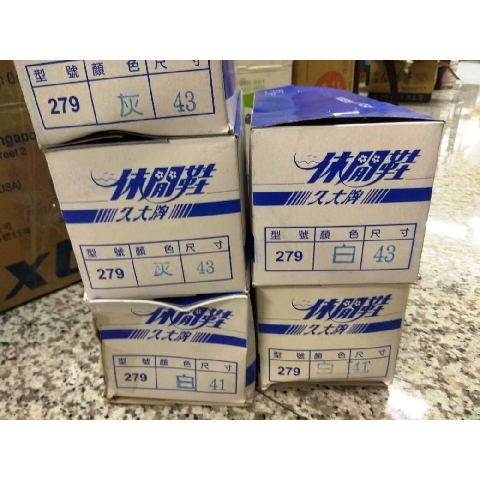 型 號 顏 色 尺 寸
279 灰 43
休閒鞋
久大牌
型 號 顏 色 尺 寸
279 灰 43
休閒鞋
久大牌
型 號 顏 色 尺 寸
279 白 41
休閒鞋
久大牌
型 號 顏 色 尺 寸
279 白 43
休閒鞋
久大牌
型 號 顏 色 尺 寸
279 白 41